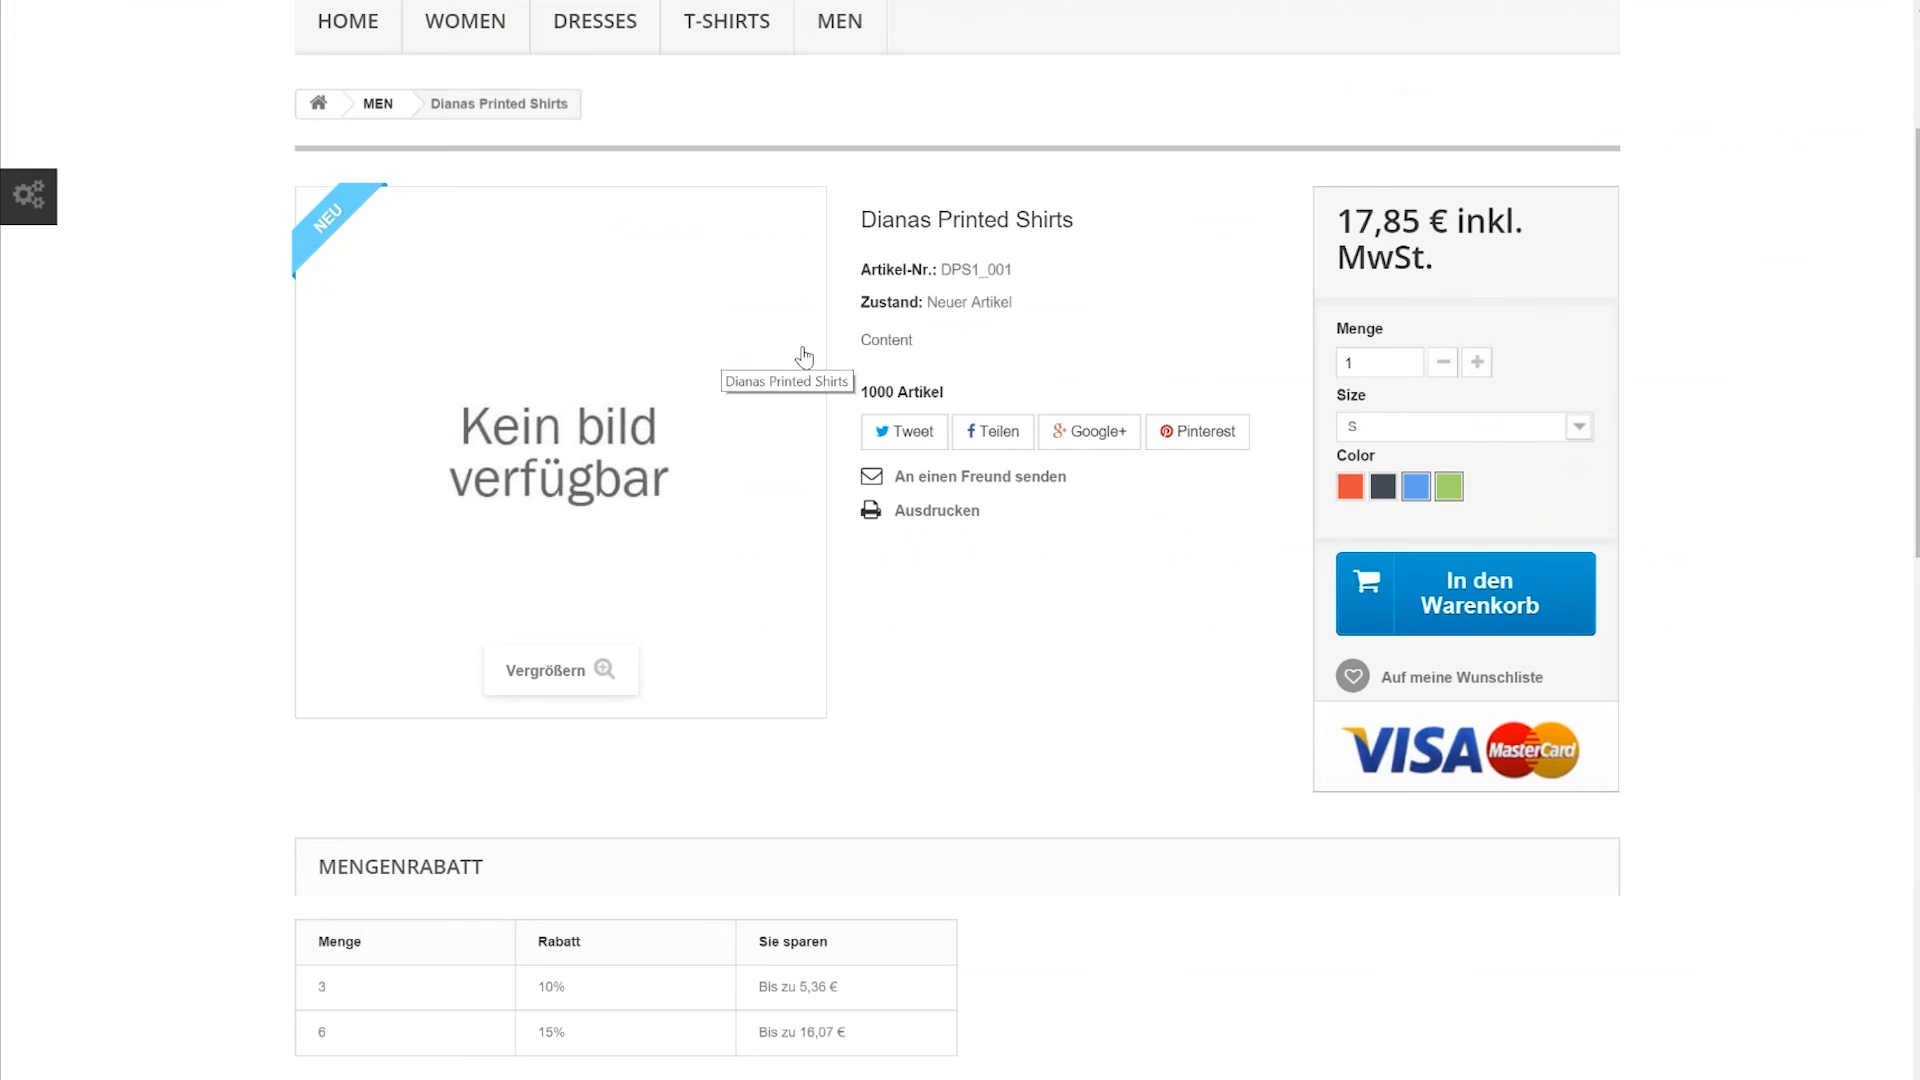 HOME WOMEN DRESSES T-SHIRTS MEN
MEN Dianas Printed Shirts
NEU
Kein bild
verfügbar
Vergrößern
Dianas Printed Shirts
Artikel-Nr.: DPS1_001
Zustand: Neuer Artikel
Content
Dianas Printed Shirts
1000 Artikel
Tweet Teilen Google+ Pinterest
An einen Freund senden
Ausdrucken
17,85 € inkl.
MwSt.
Menge
1
Size
S
Color
In den
Warenkorb
Auf meine Wunschliste
VISA MasterCard
MENGENRABATT
Menge Rabatt Sie sparen
3 10% Bis zu 5,36 €
6 15% Bis zu 16,07 €